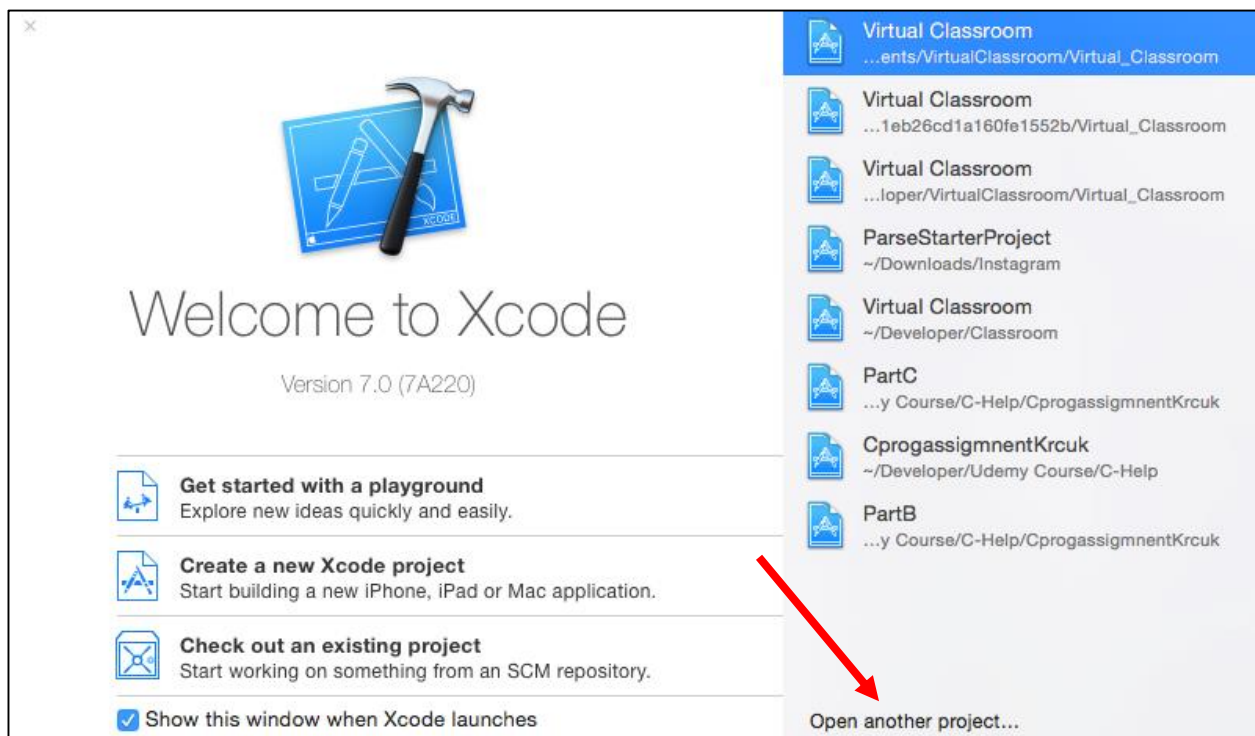 Welcome to Xcode
Version 7.0 (7A220)
XCODE
Get started with a playground
Explore new ideas quickly and easily.
Create a new Xcode project
Start building a new iPhone, iPad or Mac application.
Check out an existing project
Start working on something from an SCM repository.
Show this window when Xcode launches
Virtual Classroom
...ents/VirtualClassroom/Virtual_Classroom
Virtual Classroom
...1eb26cd1a160fe1552b/Virtual_Classroom
Virtual Classroom
...loper/VirtualClassroom/Virtual_Classroom
ParseStarterProject
~/Downloads/Instagram
Virtual Classroom
~/Developer/Classroom
PartC
...y Course/C-Help/CprogassigmnentKrcuk
CprogassigmnentKrcuk
~/Developer/Udemy Course/C-Help
PartB
...y Course/C-Help/CprogassigmnentKrcuk
Open another project...